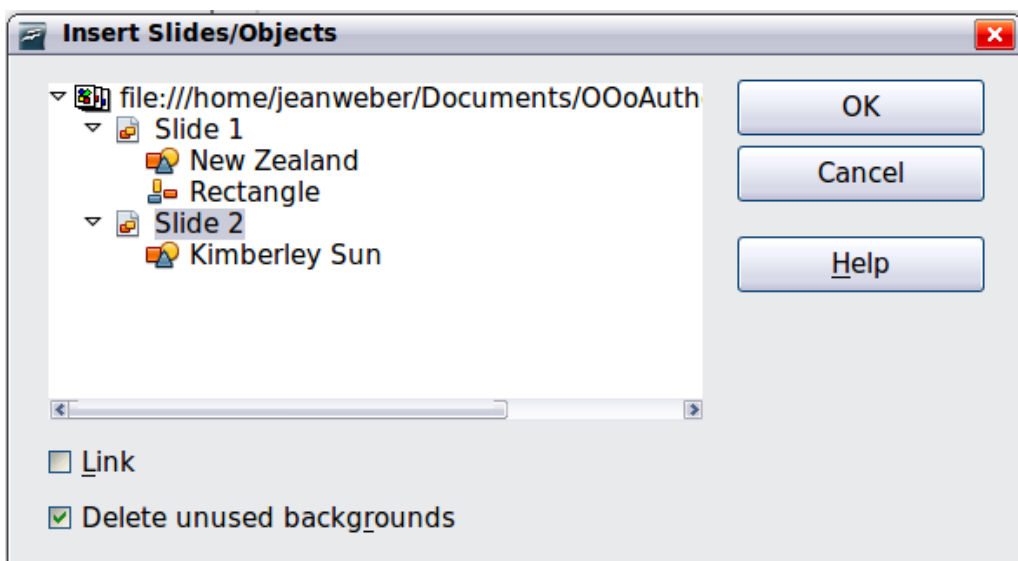 Insert Slides/Objects
file:///home/jeanweber/Documents/OOoAuth
Slide 1
New Zealand
Rectangle
Slide 2
Kimberley Sun
OK
Cancel
Help
Link
Delete unused backgrounds